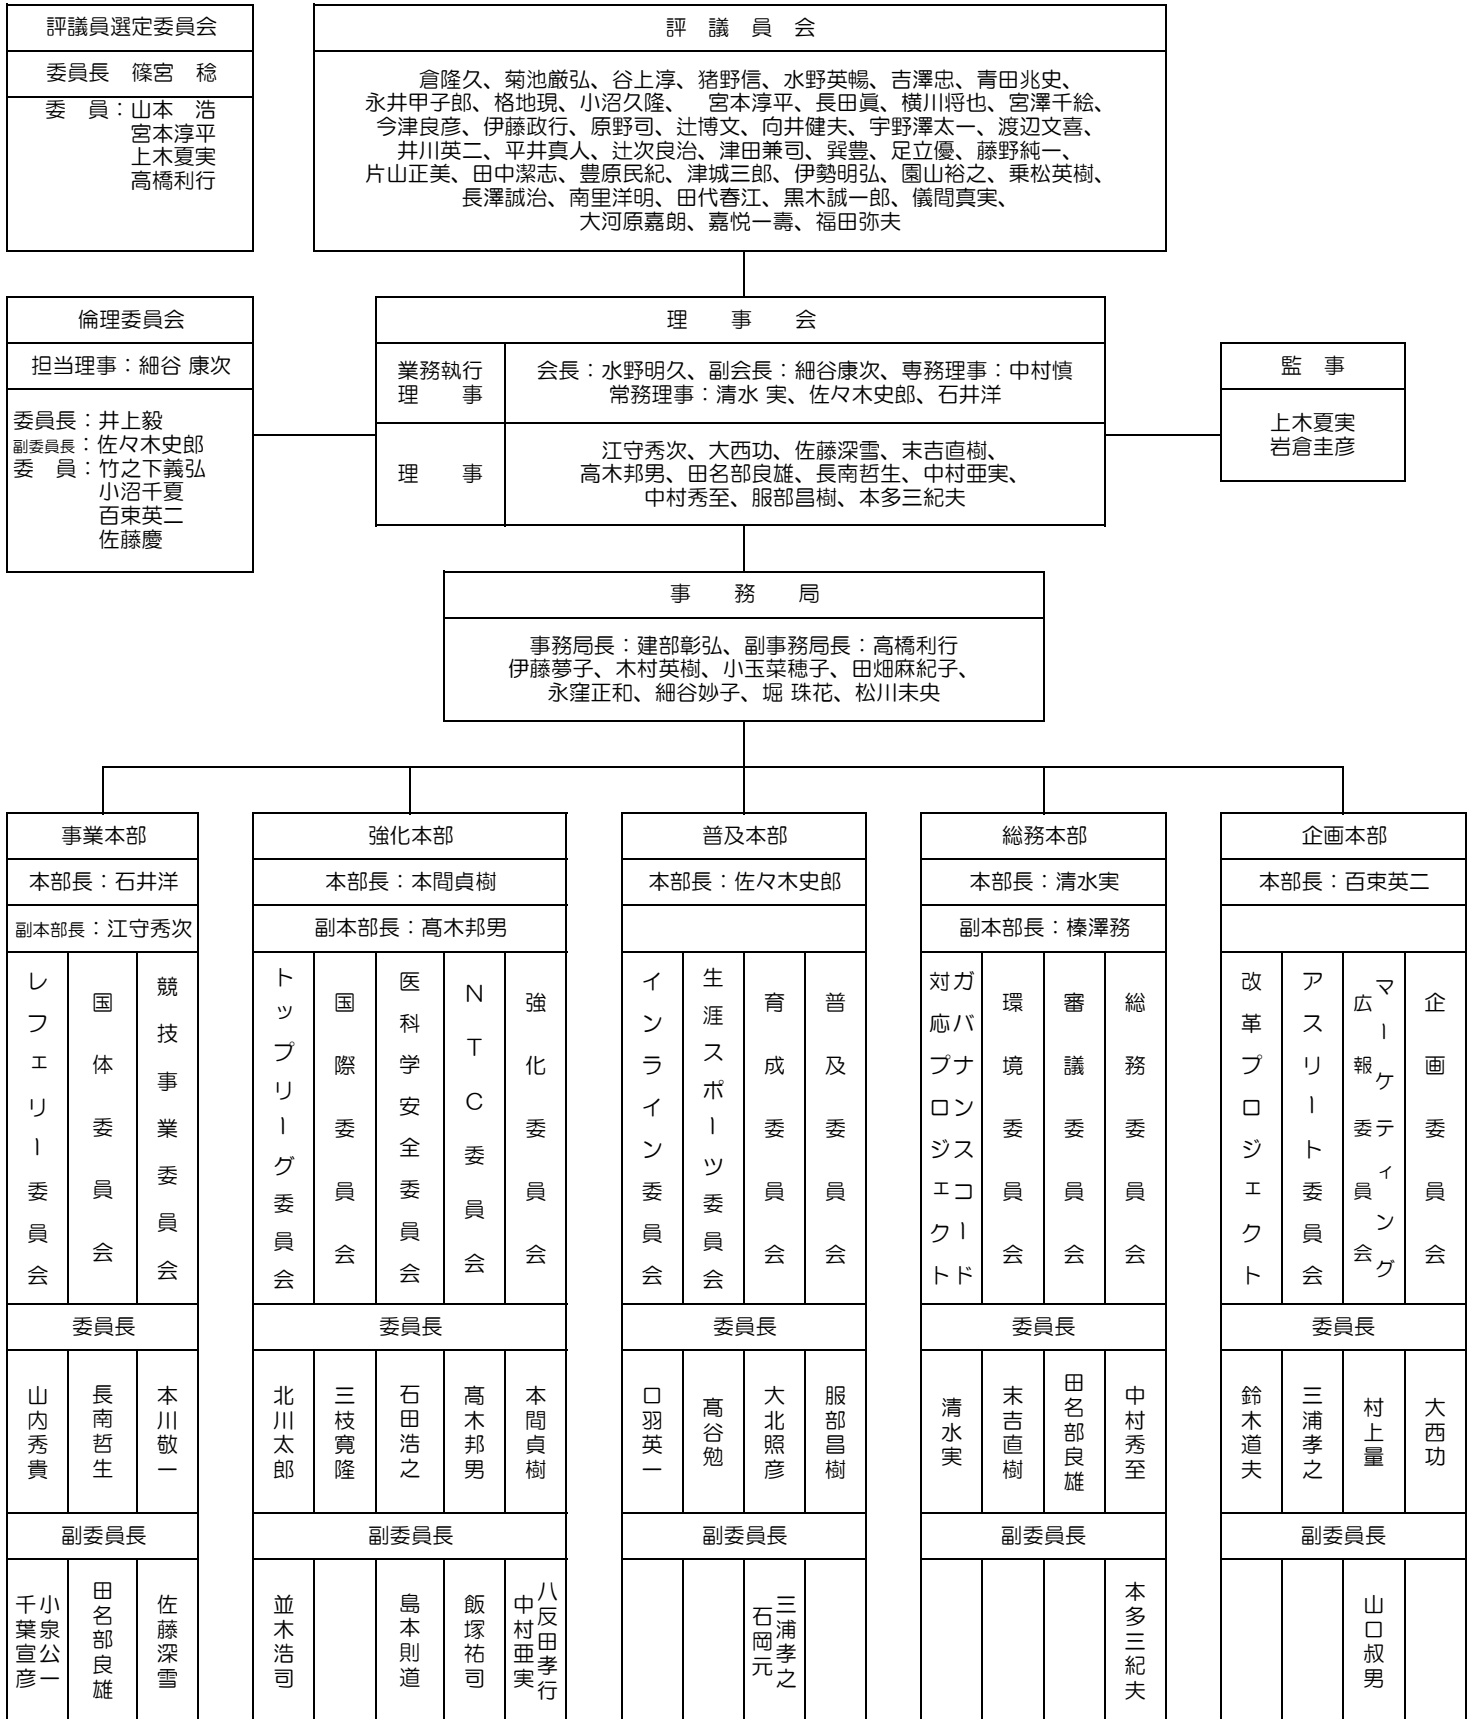 評議員選定委員会
委員長　篠宮　稔
委　員：山本　浩
宮本淳平
上木夏実
高橋利行
評　議　員　会
倉隆久、菊池厳弘、谷上淳、猪野信、水野英暢、吉澤忠、青田兆史、
永井甲子郎、格地現、小沼久隆、　宮本淳平、長田眞、横川将也、宮澤千絵、
今津良彦、伊藤政行、原野司、辻博文、向井健夫、宇野澤太一、渡辺文喜、
井川英二、平井真人、辻次良治、津田兼司、巽豊、足立優、藤野純一、
片山正美、田中潔志、豊原民紀、津城三郎、伊勢明弘、園山裕之、乗松英樹、
長澤誠治、南里洋明、田代春江、黒木誠一郎、儀間真実、
大河原嘉朗、嘉悦一壽、福田弥夫
倫理委員会
担当理事：細谷 康次
委員長：井上毅
副委員長：佐々木史郎
委　員：竹之下義弘
小沼千夏
百束英二
佐藤慶
理　事　会
業務執行
理　事
会長：水野明久、副会長：細谷康次、専務理事：中村慎
常務理事：清水 実、佐々木史郎、石井洋
理　事
江守秀次、大西功、佐藤深雪、末吉直樹、
高木邦男、田名部良雄、長南哲生、中村亜実、
中村秀至、服部昌樹、本多三紀夫
監　事
上木夏実
岩倉圭彦
事　務　局
事務局長：建部彰弘、副事務局長：高橋利行
伊藤夢子、木村英樹、小玉菜穂子、田畑麻紀子、
永窪正和、細谷妙子、堀 珠花、松川未央
事業本部
本部長：石井洋
副本部長：江守秀次
競技事業委員会
国体委員会
レフェリー委員会
委員長
本川敬一
長南哲生
山内秀貴
副委員長
佐藤深雪
田名部良雄
小泉公一
千葉宣彦
強化本部
本部長：本間貞樹
副本部長：髙木邦男
強化委員会
ＮＴＣ委員会
医科学安全委員会
国際委員会
トップリーグ委員会
委員長
本間貞樹
髙木邦男
石田浩之
三枝寛隆
北川太郎
副委員長
八反田孝行
中村亜実
飯塚祐司
島本則道
並木浩司
普及本部
本部長：佐々木史郎
普及委員会
育成委員会
生涯スポーツ委員会
インライン委員会
委員長
服部昌樹
大北照彦
髙谷勉
口羽英一
副委員長
三浦孝之
石岡元
総務本部
本部長：清水実
副本部長：榛澤務
総務委員会
審議委員会
環境委員会
ガバナンスコード
対応プロジェクト
委員長
中村秀至
田名部良雄
末吉直樹
清水実
副委員長
本多三紀夫
企画本部
本部長：百束英二
企画委員会
マーケティング
広報委員会
アスリート委員会
改革プロジェクト
委員長
大西功
村上量
三浦孝之
鈴木道夫
副委員長
山口叔男